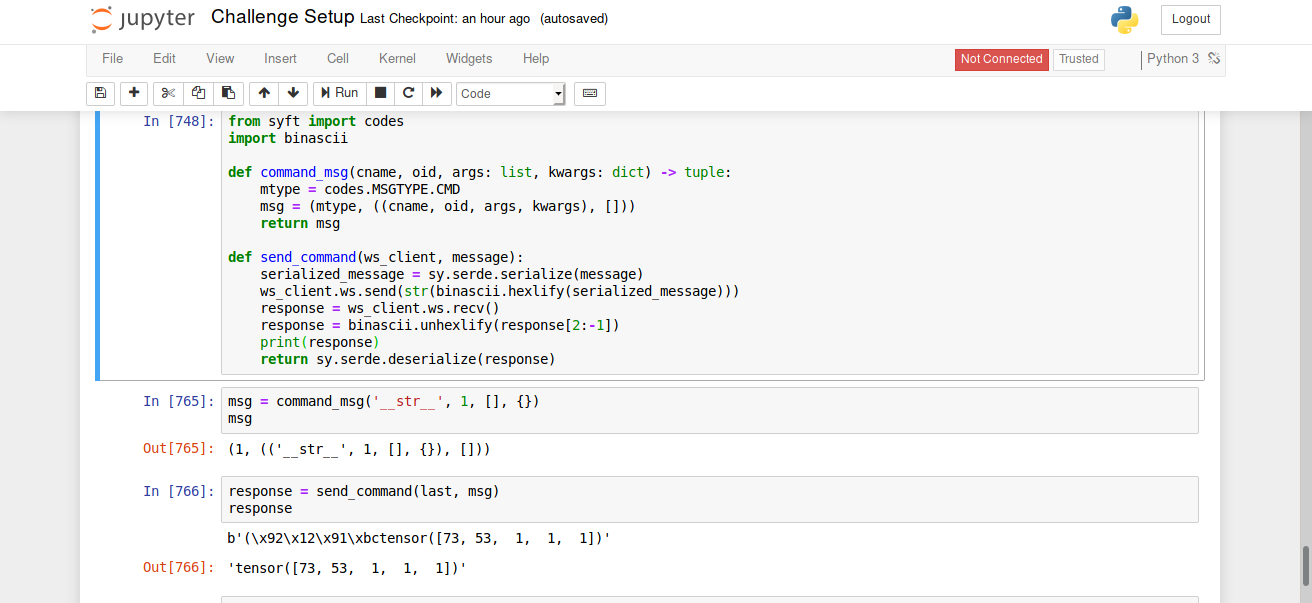 jupyter Challenge Setup Last Checkpoint: an hour ago (autosaved) Logout
File Edit View Insert Cell Kernel Widgets Help Not Connected Trusted Python 3
Run Code
In [748]: from syft import codes
import binascii
def command_msg(cname, oid, args: list, kwargs: dict) -> tuple:
    mtype = codes.MSGTYPE.CMD
    msg = (mtype, ((cname, oid, args, kwargs), []))
    return msg
def send_command(ws_client, message):
    serialized_message = sy.serde.serialize(message)
    ws_client.ws.send(str(binascii.hexlify(serialized_message)))
    response = ws_client.ws.recv()
    response = binascii.unhexlify(response[2:-1])
    print(response)
    return sy.serde.deserialize(response)
In [765]: msg = command_msg('__str__', 1, [], {})
msg
Out[765]: (1, (('__str__', 1, [], {}), []))
In [766]: response = send_command(last, msg)
response
b'(\x92\x12\x91\xbctensor([73, 53,  1,  1,  1])'
Out[766]: 'tensor([73, 53,  1,  1,  1])'